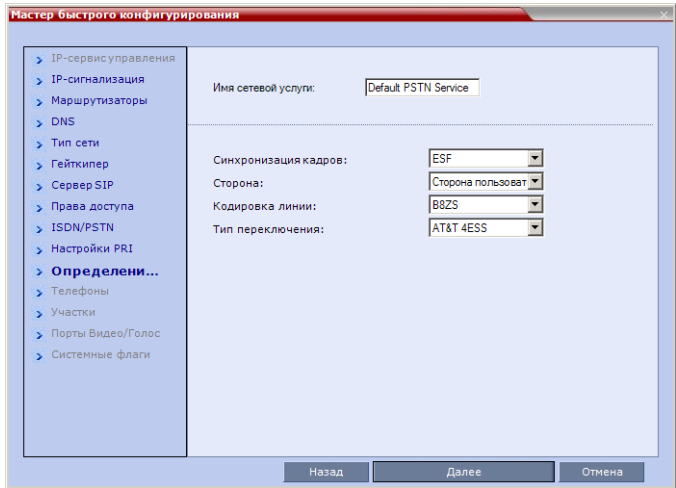 Мастер быстрого конфигурирования
IP-сервис управления
IP-сигнализация
Маршрутизаторы
DNS
Тип сети
Гейткипер
Сервер SIP
Права доступа
ISDN/PSTN
Настройки PRI
Определени...
Телефоны
Участки
Порты Видео/Голос
Системные флаги
Имя сетевой услуги: Default PSTN Service
Синхронизация кадров: ESF
Сторона: Сторона пользоват
Кодировка линии: B8ZS
Тип переключения: AT&T 4ESS
Назад Далее Отмена